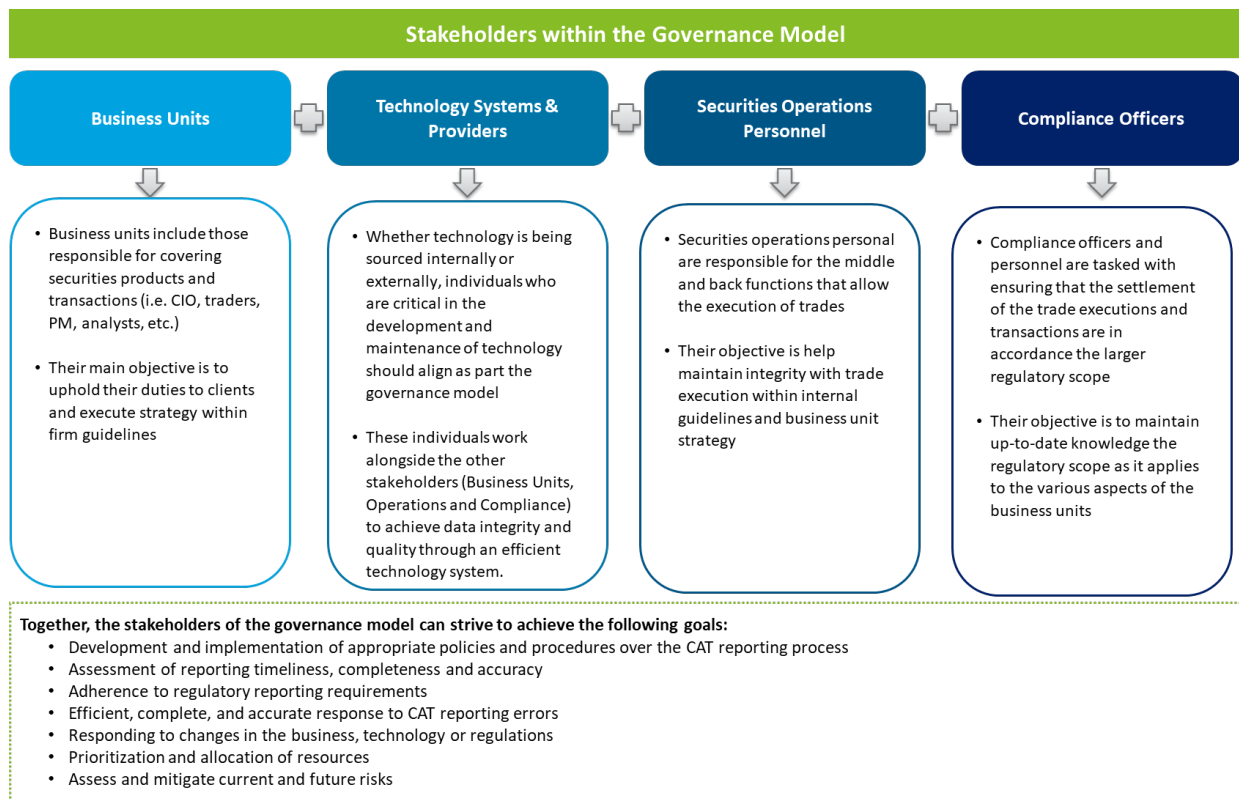 Stakeholders within the Governance Model
Business Units
Technology Systems &
Providers
Securities Operations
Personnel
Compliance Officers
• Business units include those
responsible for covering
securities products and
transactions (i.e. CIO, traders,
PM, analysts, etc.)
• Their main objective is to
uphold their duties to clients
and execute strategy within
firm guidelines
• Whether technology is being
sourced internally or
externally, individuals who
are critical in the
development and
maintenance of technology
should align as part the
governance model
• These individuals work
alongside the other
stakeholders (Business Units,
Operations and Compliance)
to achieve data integrity and
quality through an efficient
technology system.
• Securities operations personal
are responsible for the middle
and back functions that allow
the execution of trades
• Their objective is help
maintain integrity with trade
execution within internal
guidelines and business unit
strategy
• Compliance officers and
personnel are tasked with
ensuring that the settlement
of the trade executions and
transactions are in
accordance the larger
regulatory scope
• Their objective is to maintain
up-to-date knowledge the
regulatory scope as it applies
to the various aspects of the
business units
Together, the stakeholders of the governance model can strive to achieve the following goals:
• Development and implementation of appropriate policies and procedures over the CAT reporting process
• Assessment of reporting timeliness, completeness and accuracy
• Adherence to regulatory reporting requirements
• Efficient, complete, and accurate response to CAT reporting errors
• Responding to changes in the business, technology or regulations
• Prioritization and allocation of resources
• Assess and mitigate current and future risks